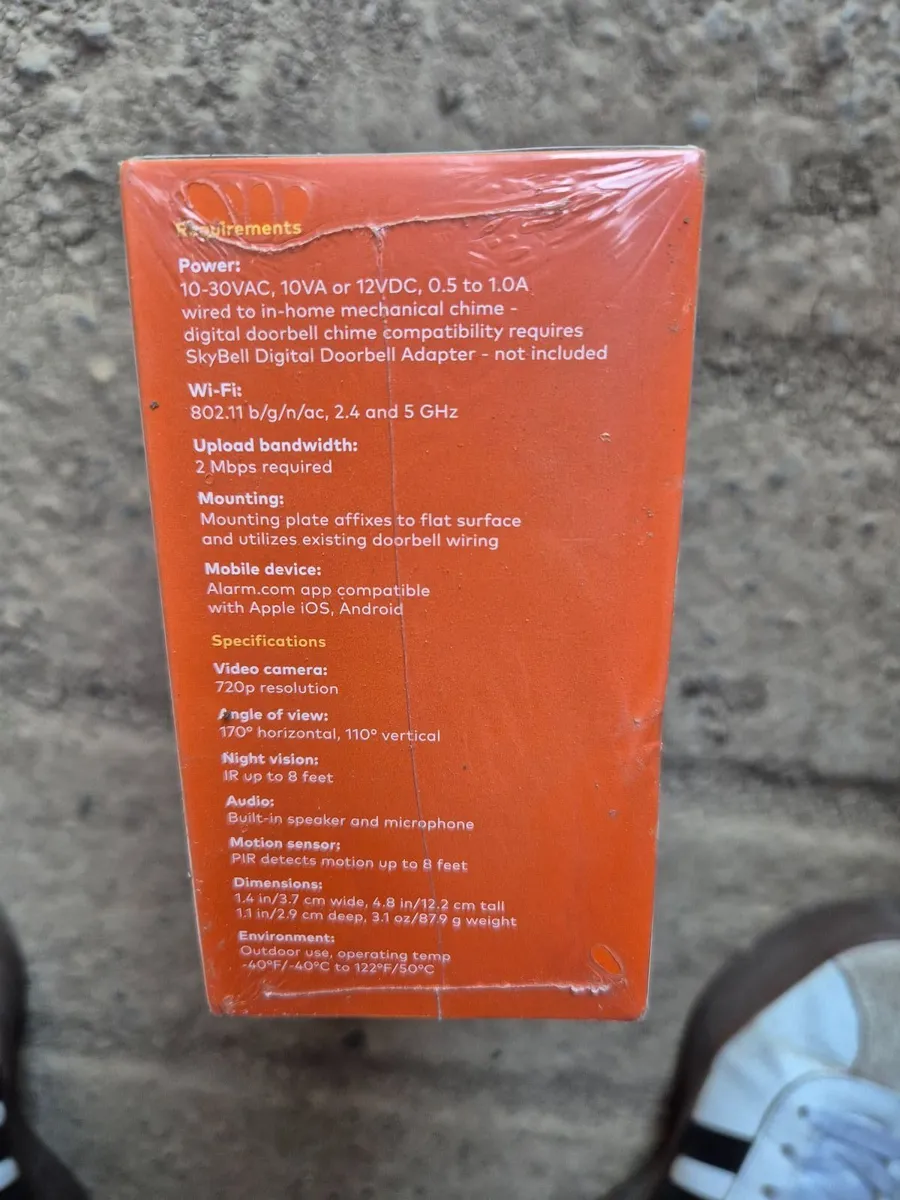 Requirements
Power:
10-30VAC, 10VA or 12VDC, 0.5 to 1.0A
wired to in-home mechanical chime -
digital doorbell chime compatibility requires
SkyBell Digital Doorbell Adapter - not included
Wi-Fi:
802.11 b/g/n/ac, 2.4 and 5 GHz
Upload bandwidth:
2 Mbps required
Mounting:
Mounting plate affixes to flat surface
and utilizes existing doorbell wiring
Mobile device:
Alarm.com app compatible
with Apple iOS, Android
Specifications
Video camera:
720p resolution
Angle of view:
170° horizontal, 110° vertical
Night vision:
IR up to 8 feet
Audio:
Built-in speaker and microphone
Motion sensor:
PIR detects motion up to 8 feet
Dimensions:
1.4 in/3.7 cm wide, 4.8 in/12.2 cm tall
1.1 in/2.9 cm deep, 3.1 oz/87.9 g weight
Environment:
Outdoor use, operating temp
-40°F/-40°C to 122°F/50°C